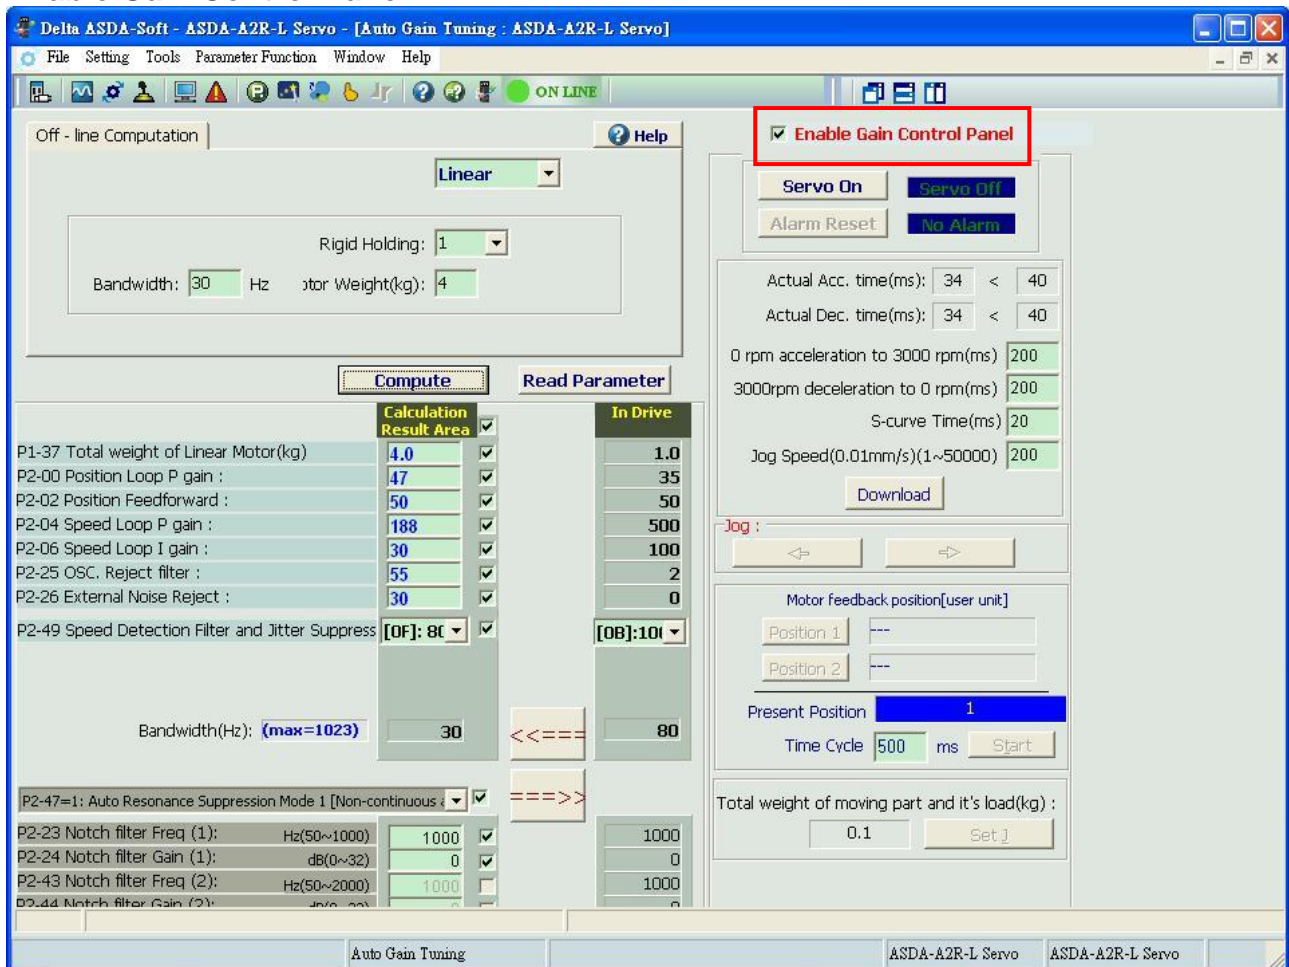 Delta ASDA-Soft - ASDA-A2R-L Servo - [Auto Gain Tuning : ASDA-A2R-L Servo]
File Setting Tools Parameter Function Window Help
ON LINE
Off - line Computation
Help
Linear
Rigid Holding: 1
Bandwidth: 30 Hz otor Weight(kg): 4
Compute Read Parameter
Calculation Result Area
In Drive
P1-37 Total weight of Linear Motor(kg) 4.0 1.0
P2-00 Position Loop P gain : 47 35
P2-02 Position Feedforward : 50 50
P2-04 Speed Loop P gain : 188 500
P2-06 Speed Loop I gain : 30 100
P2-25 OSC. Reject filter : 55 2
P2-26 External Noise Reject : 30 0
P2-49 Speed Detection Filter and Jitter Suppress [0F]: 80 [0B]:10
Bandwidth(Hz): (max=1023) 30 <<=== 80
===>>
P2-47=1: Auto Resonance Suppression Mode 1 [Non-continuous
P2-23 Notch filter Freq (1): Hz(50~1000) 1000 1000
P2-24 Notch filter Gain (1): dB(0~32) 0 0
P2-43 Notch filter Freq (2): Hz(50~2000) 1000 1000
P2-44 Notch filter Gain (2):
Enable Gain Control Panel
Servo On Servo Off
Alarm Reset No Alarm
Actual Acc. time(ms): 34 < 40
Actual Dec. time(ms): 34 < 40
0 rpm acceleration to 3000 rpm(ms) 200
3000rpm deceleration to 0 rpm(ms) 200
S-curve Time(ms) 20
Jog Speed(0.01mm/s)(1~50000) 200
Download
Jog :
Motor feedback position[user unit]
Position 1 ---
Position 2 ---
Present Position 1
Time Cycle 500 ms Start
Total weight of moving part and it's load(kg) :
0.1 Set J
Auto Gain Tuning ASDA-A2R-L Servo ASDA-A2R-L Servo